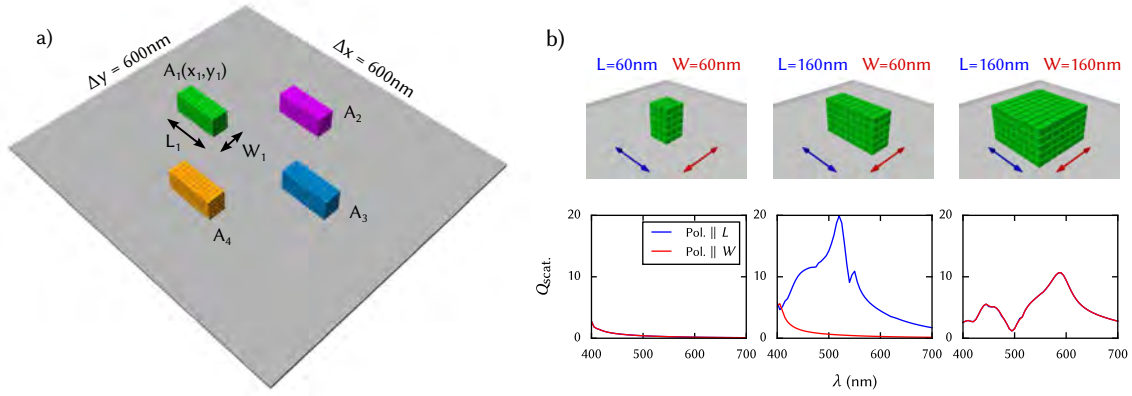 a)
Δy = 600nm
Δx = 600nm
A₁(x₁,y₁)
A₂
L₁
W₁
A₃
A₄
b)
L=60nm W=60nm
L=160nm W=60nm
L=160nm W=160nm
20
10
0
Q_scat.
Pol. ∥ L
Pol. ∥ W
400 500 600 700
20
10
0
400 500 600 700
20
10
0
400 500 600 700
λ (nm)